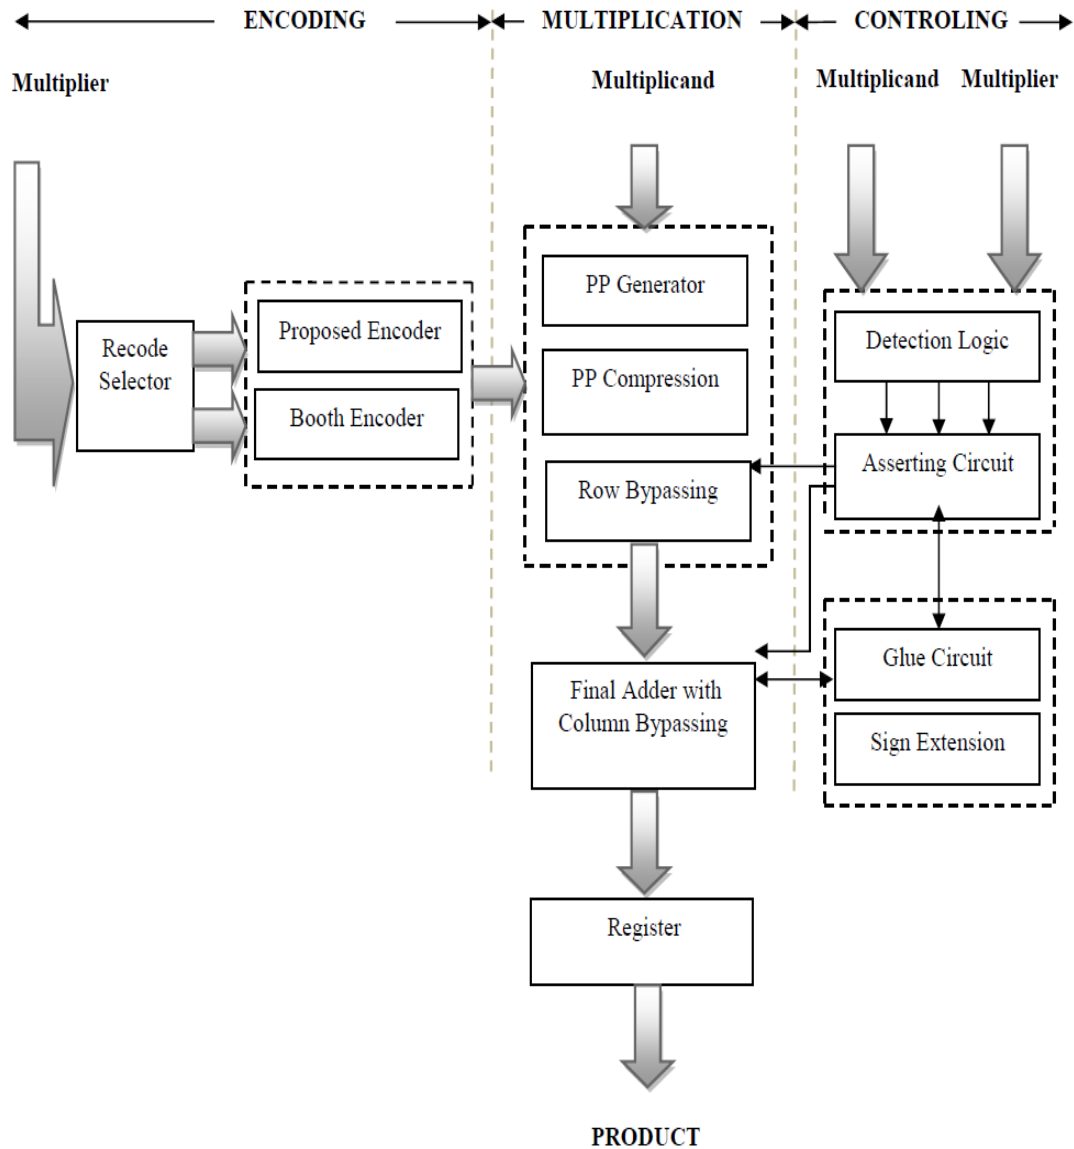 ENCODING
MULTIPLICATION
CONTROLING
Multiplier
Multiplicand
Multiplicand
Multiplier
Recode
Selector
Proposed Encoder
Booth Encoder
PP Generator
PP Compression
Row Bypassing
Detection Logic
Asserting Circuit
Glue Circuit
Sign Extension
Final Adder with
Column Bypassing
Register
PRODUCT